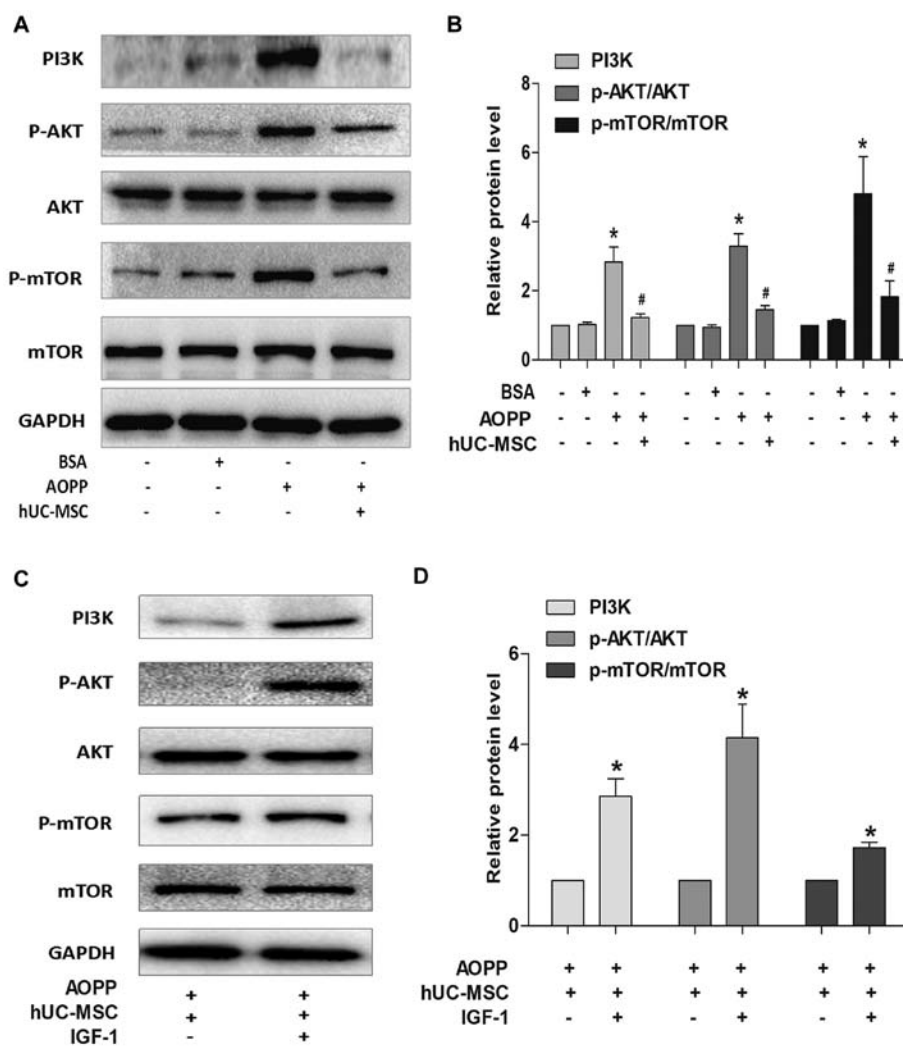 A
PI3K
P-AKT
AKT
P-mTOR
mTOR
GAPDH
BSA - + - -
AOPP - - + +
hUC-MSC - - - +
B
PI3K
p-AKT/AKT
p-mTOR/mTOR
Relative protein level
8
6
4
2
0
* # * # * #
BSA - + - - - + - - - + - -
AOPP - - + + - - + + - - + +
hUC-MSC - - - + - - - + - - - +
C
PI3K
P-AKT
AKT
P-mTOR
mTOR
GAPDH
AOPP + +
hUC-MSC + +
IGF-1 - +
D
PI3K
p-AKT/AKT
p-mTOR/mTOR
Relative protein level
6
4
2
0
* * *
AOPP + + + + + +
hUC-MSC + + + + + +
IGF-1 - + - + - +